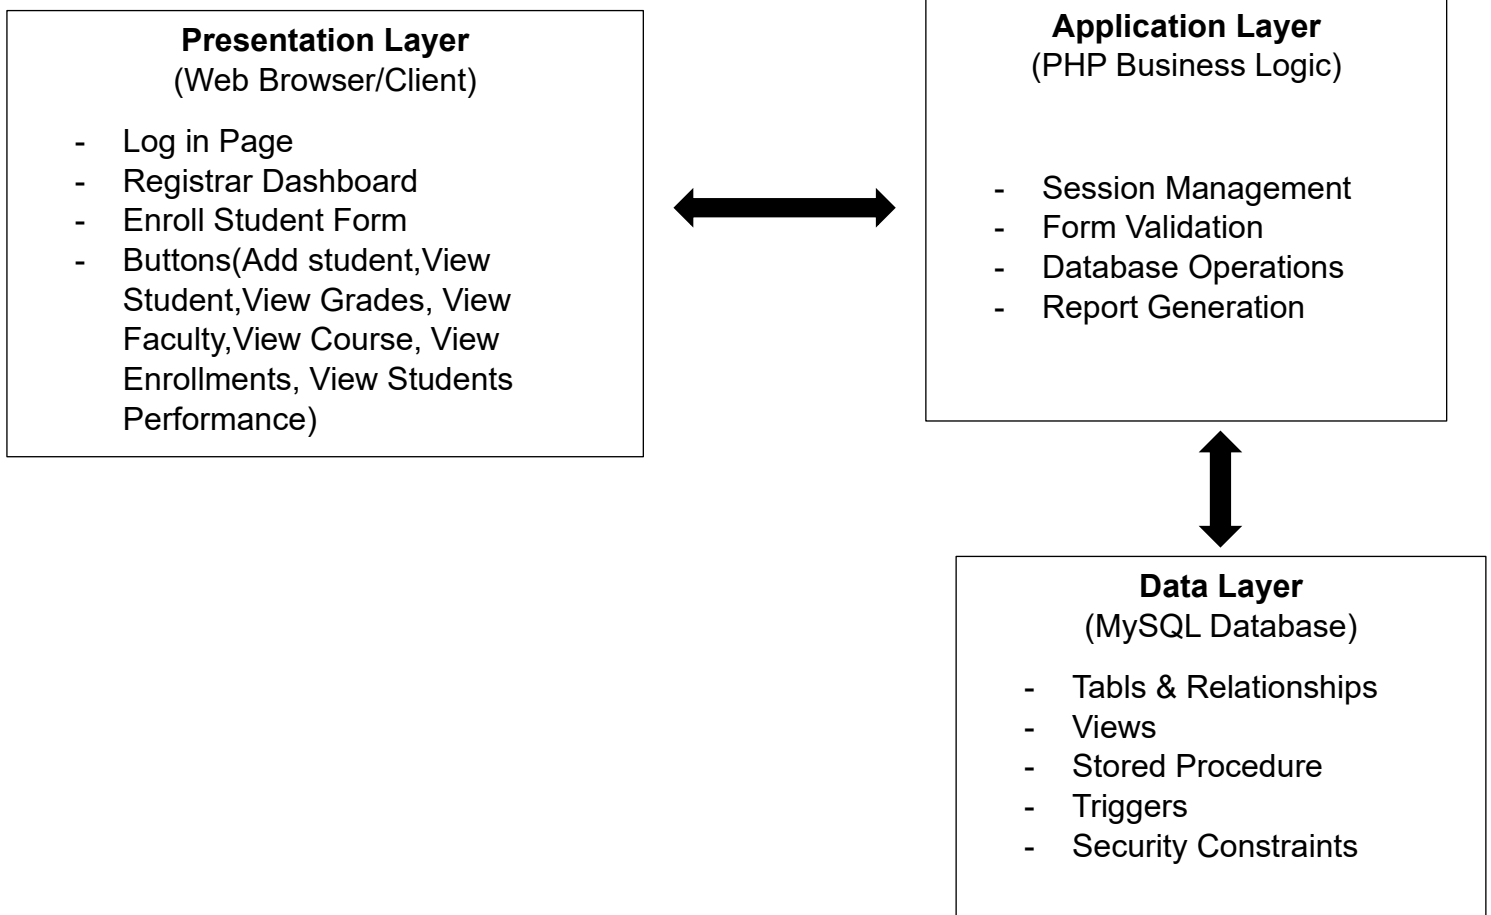 Presentation Layer
(Web Browser/Client)
- Log in Page
- Registrar Dashboard
- Enroll Student Form
- Buttons(Add student,View
Student,View Grades, View
Faculty,View Course, View
Enrollments, View Students
Performance)
Application Layer
(PHP Business Logic)
- Session Management
- Form Validation
- Database Operations
- Report Generation
Data Layer
(MySQL Database)
- Tabls & Relationships
- Views
- Stored Procedure
- Triggers
- Security Constraints